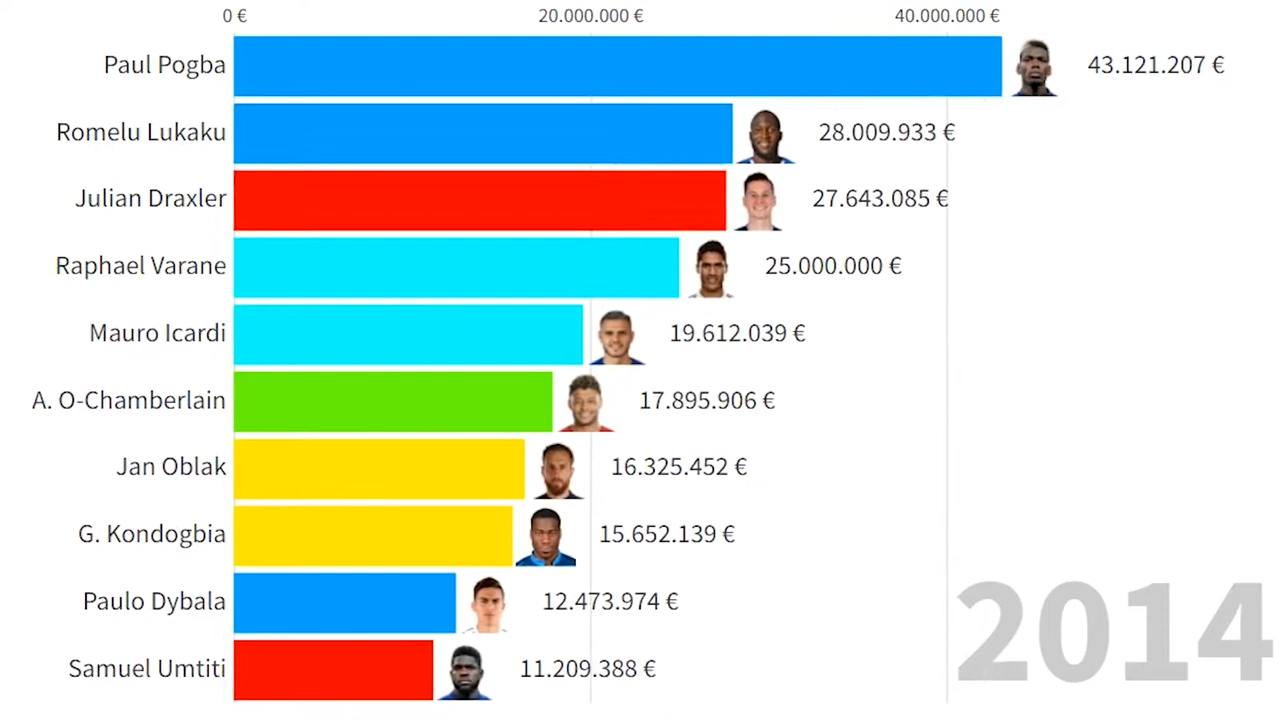 0 € 20.000.000 € 40.000.000 €
Paul Pogba 43.121.207 €
Romelu Lukaku 28.009.933 €
Julian Draxler 27.643.085 €
Raphael Varane 25.000.000 €
Mauro Icardi 19.612.039 €
A. O-Chamberlain 17.895.906 €
Jan Oblak 16.325.452 €
G. Kondogbia 15.652.139 €
Paulo Dybala 12.473.974 €
Samuel Umtiti 11.209.388 €
2014